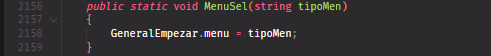 2156 public static void MenuSel(string tipoMen)
2157 {
2158 GeneralEmpezar.menu = tipoMen;
2159 }